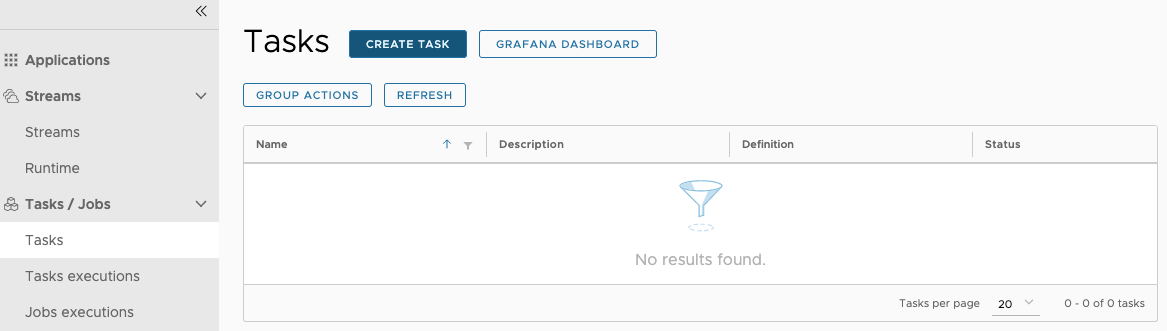 Applications
Streams
Streams
Runtime
Tasks / Jobs
Tasks
Tasks executions
Jobs executions
Tasks
CREATE TASK
GRAFANA DASHBOARD
GROUP ACTIONS
REFRESH
Name
Description
Definition
Status
No results found.
Tasks per page
20
0 - 0 of 0 tasks